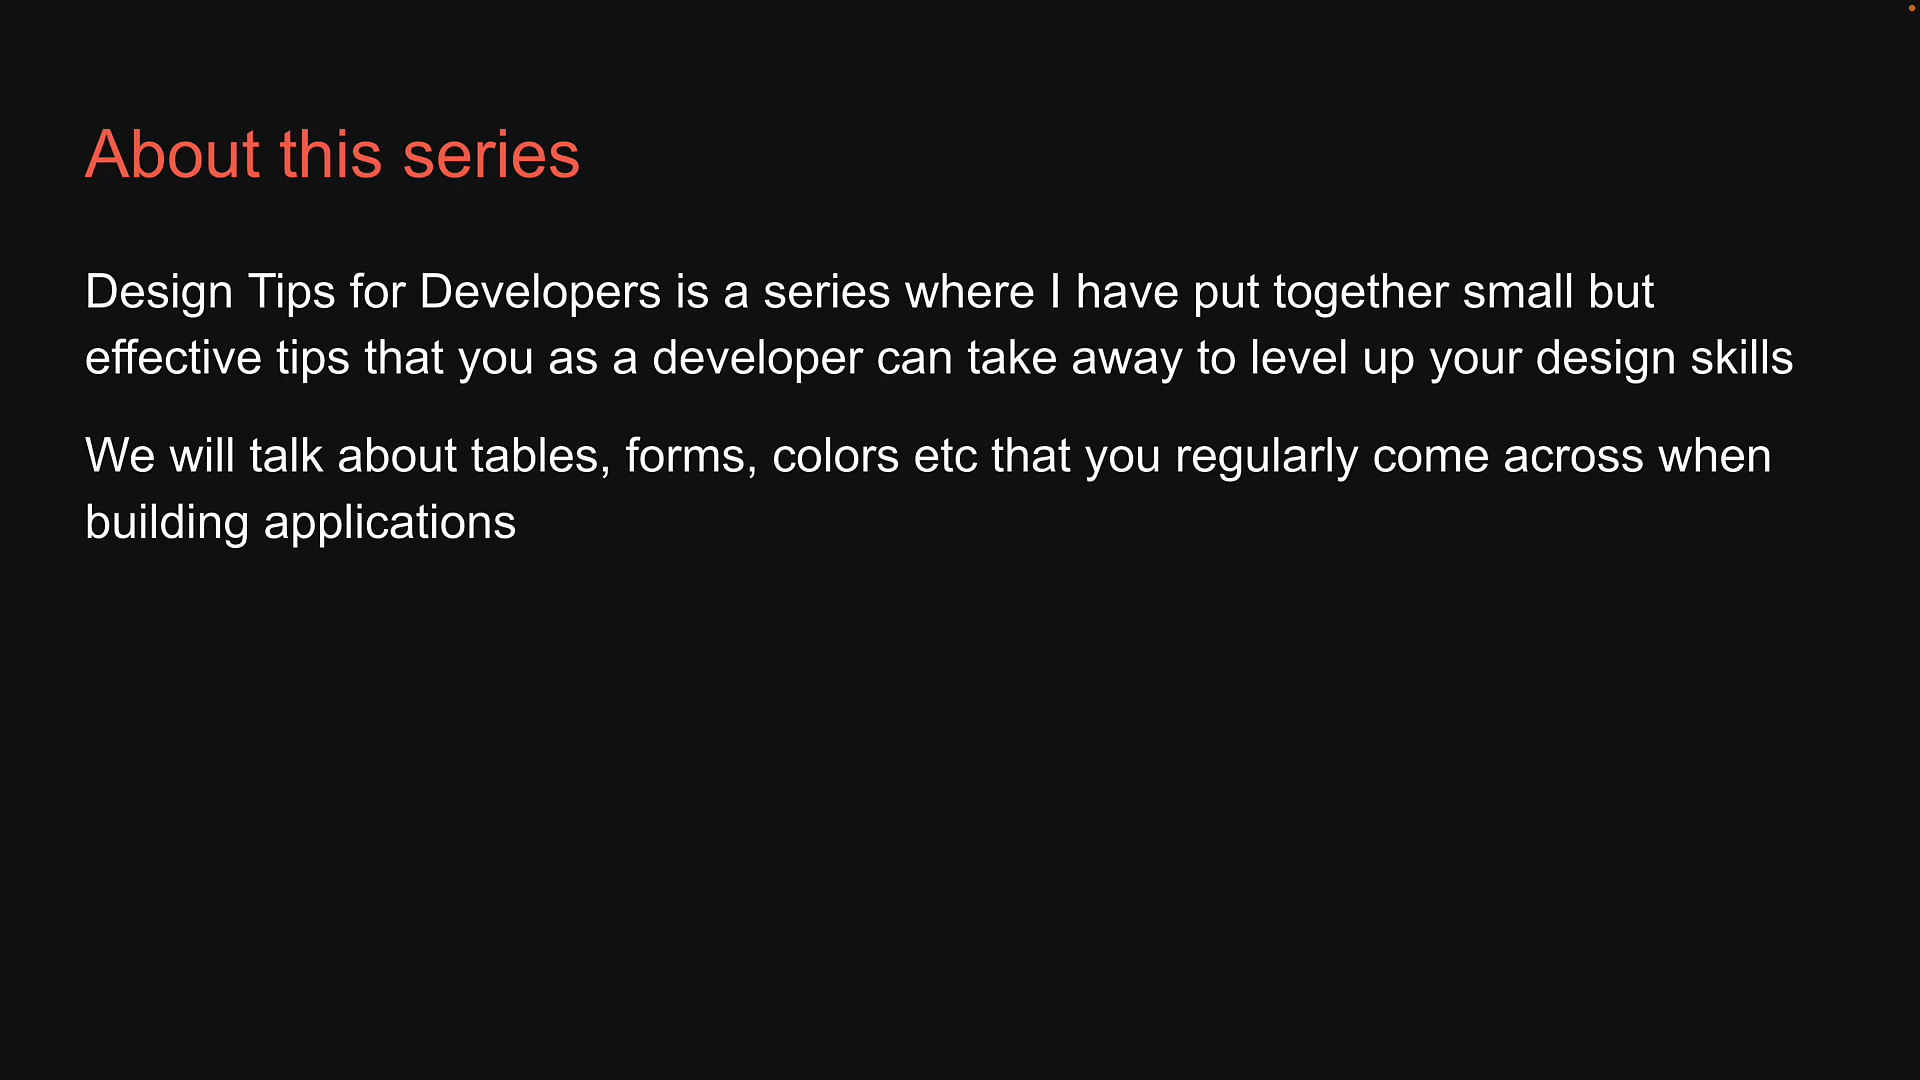 About this series
Design Tips for Developers is a series where I have put together small but
effective tips that you as a developer can take away to level up your design skills
We will talk about tables, forms, colors etc that you regularly come across when
building applications